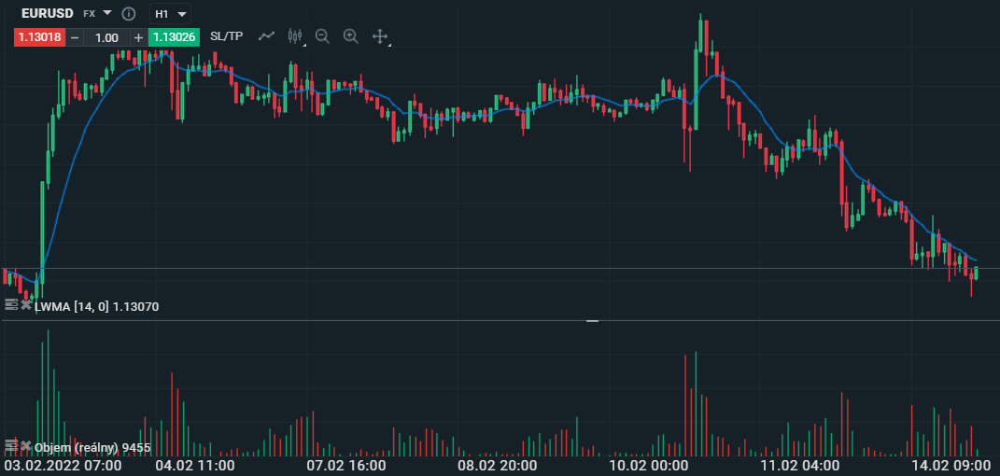 EURUSD FX H1
1.13018 − 1.00 + 1.13026 SL/TP
LWMA [14, 0] 1.13070
Objem (reálny) 9455
03.02.2022 07:00 04.02 11:00 07.02 16:00 08.02 20:00 10.02 00:00 11.02 04:00 14.02 09:00